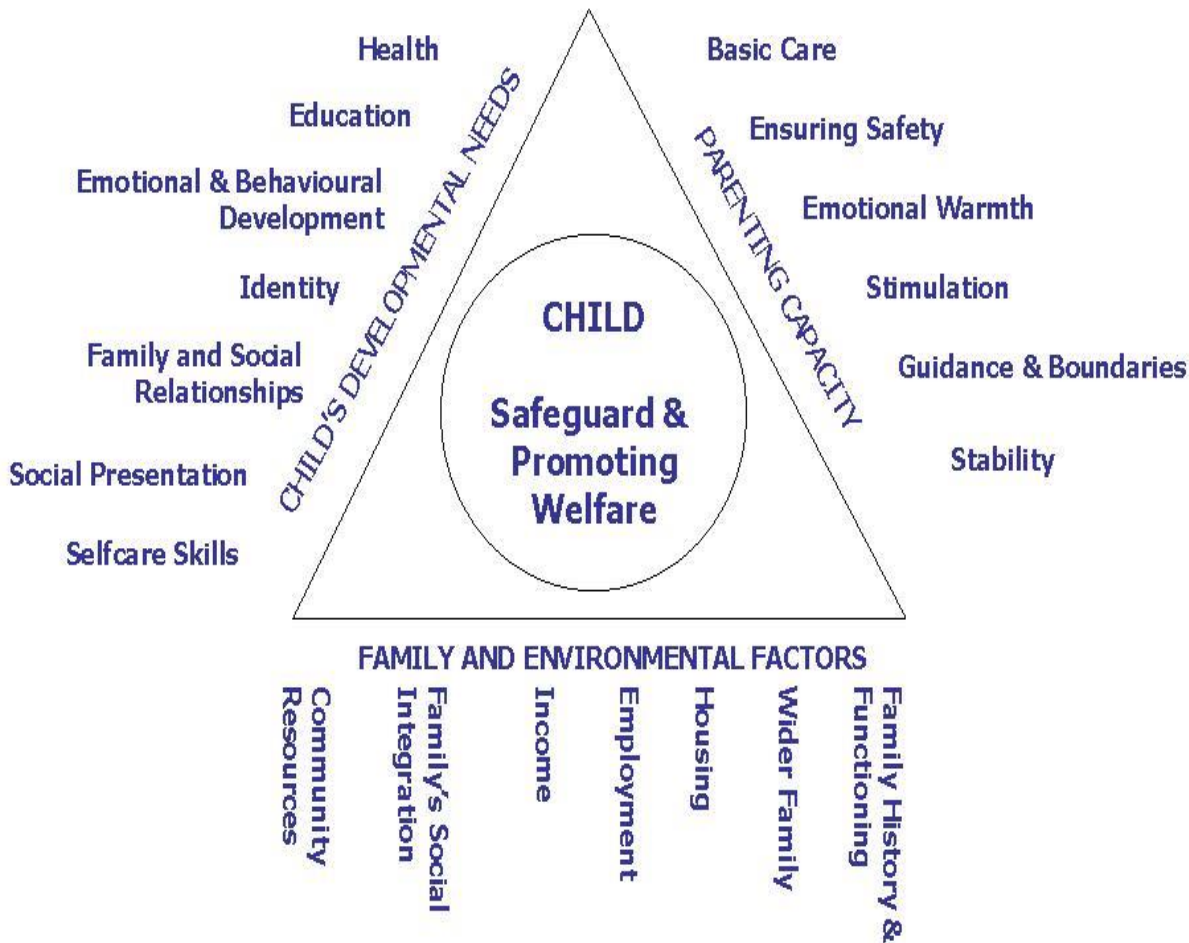 Health
Education
Emotional & Behavioural
Development
Identity
Family and Social
Relationships
Social Presentation
Selfcare Skills
CHILD'S DEVELOPMENTAL NEEDS
CHILD
Safeguard &
Promoting
Welfare
PARENTING CAPACITY
Basic Care
Ensuring Safety
Emotional Warmth
Stimulation
Guidance & Boundaries
Stability
FAMILY AND ENVIRONMENTAL FACTORS
Community
Resources
Family's Social
Integration
Income
Employment
Housing
Wider Family
Family History &
Functioning